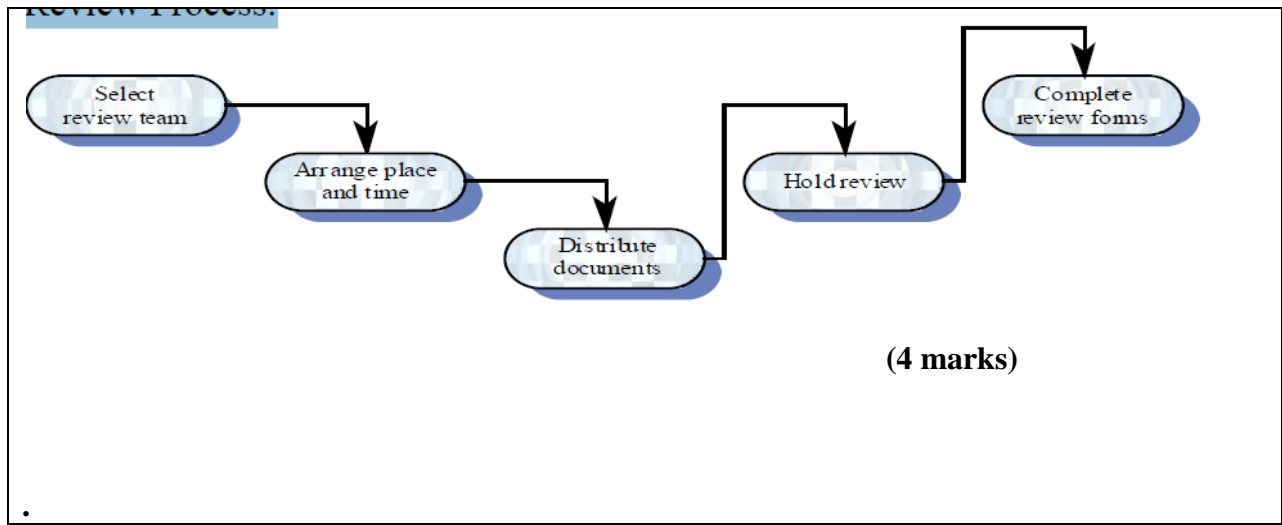 Review Process:
Select
review team
Arrange place
and time
Distribute
documents
Hold review
Complete
review forms
(4 marks)
.